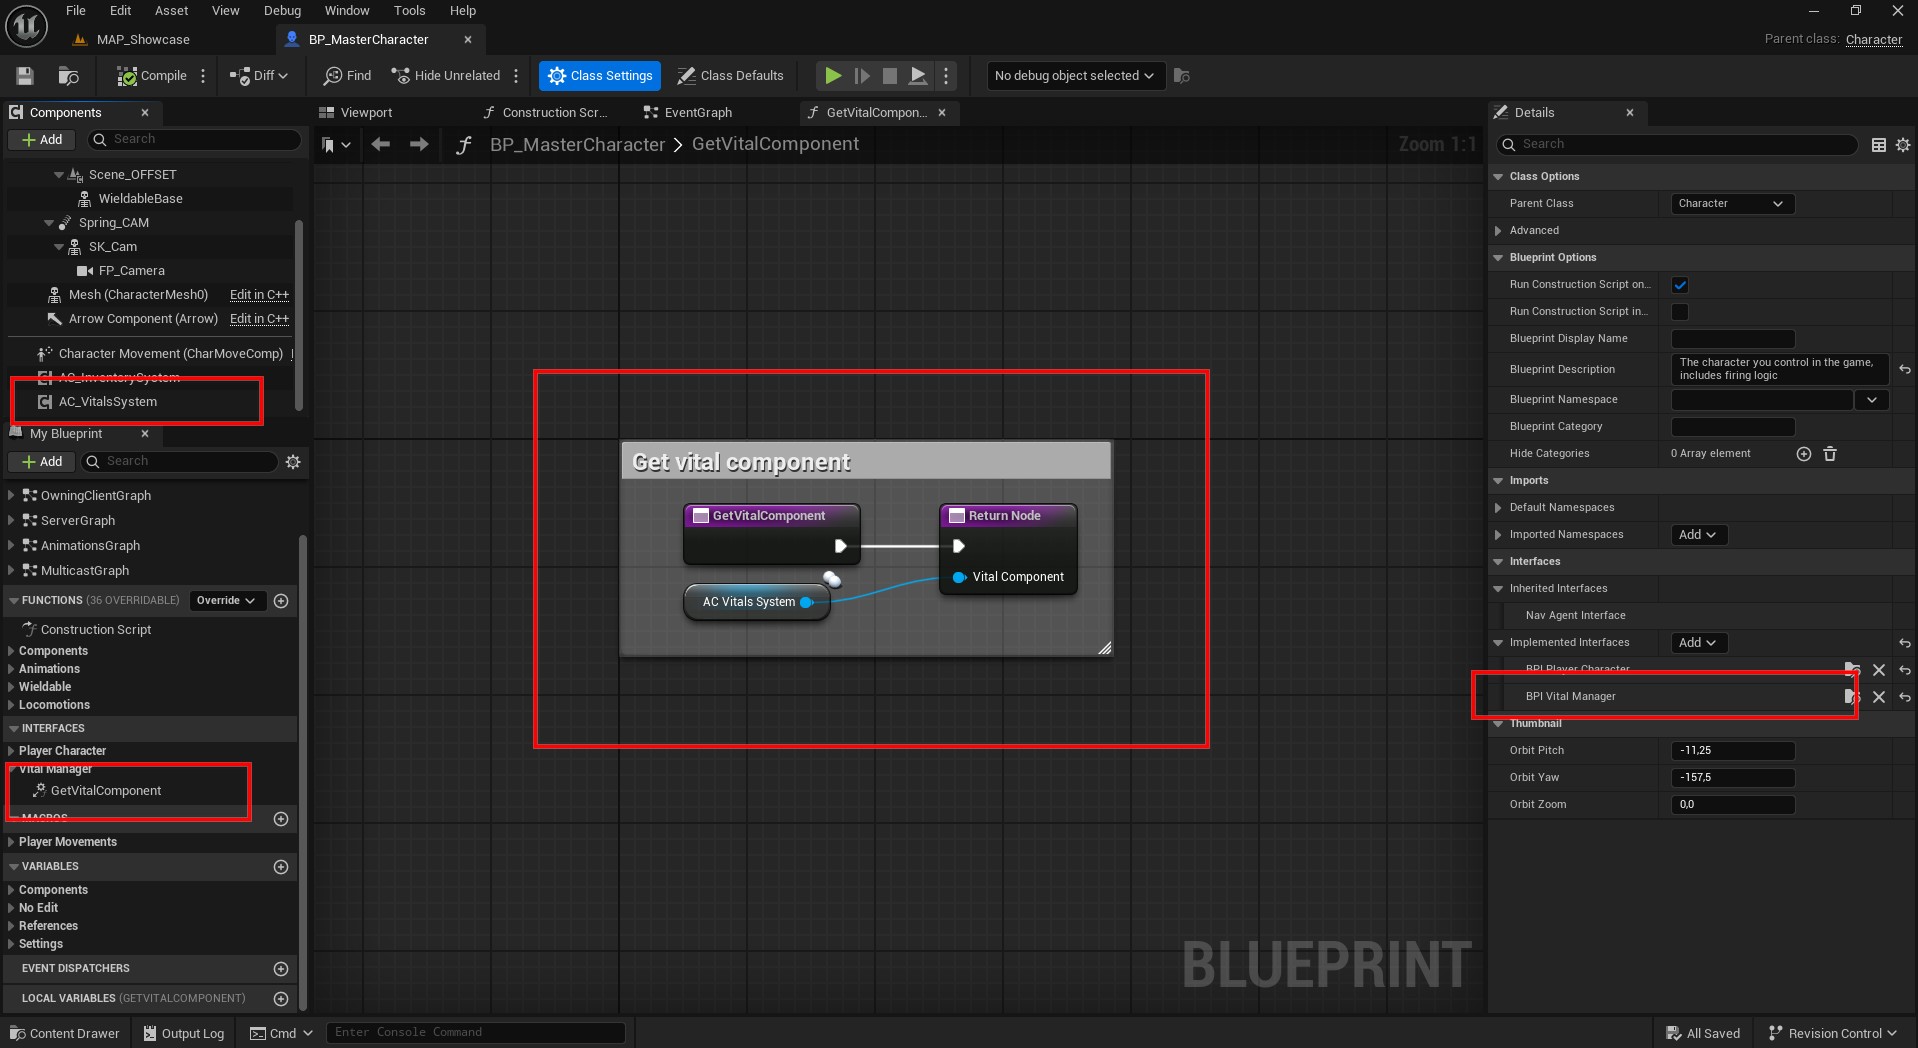 File Edit Asset View Debug Window Tools Help
MAP_Showcase
BP_MasterCharacter
Parent class: Character
Compile
Diff
Find
Hide Unrelated
Class Settings
Class Defaults
No debug object selected
Components
Add
Search
Scene_OFFSET
WieldableBase
Spring_CAM
SK_Cam
FP_Camera
Mesh (CharacterMesh0) Edit in C++
Arrow Component (Arrow) Edit in C++
Character Movement (CharMoveComp)
AC_InventorySystem
AC_VitalsSystem
My Blueprint
Add
Search
OwningClientGraph
ServerGraph
AnimationsGraph
MulticastGraph
FUNCTIONS (36 OVERRIDABLE) Override
Construction Script
Components
Animations
Wieldable
Locomotions
INTERFACES
Player Character
Vital Manager
GetVitalComponent
MACROS
Player Movements
VARIABLES
Components
No Edit
References
Settings
EVENT DISPATCHERS
LOCAL VARIABLES (GETVITALCOMPONENT)
Viewport
Construction Scr...
EventGraph
GetVitalCompon...
BP_MasterCharacter > GetVitalComponent
Zoom 1:1
Get vital component
GetVitalComponent
Return Node
Vital Component
AC Vitals System
BLUEPRINT
Details
Search
Class Options
Parent Class Character
Advanced
Blueprint Options
Run Construction Script on...
Run Construction Script in...
Blueprint Display Name
Blueprint Description
The character you control in the game,
includes firing logic
Blueprint Namespace
Blueprint Category
Hide Categories 0 Array element
Imports
Default Namespaces
Imported Namespaces Add
Interfaces
Inherited Interfaces
Nav Agent Interface
Implemented Interfaces Add
BPI Player Character
BPI Vital Manager
Thumbnail
Orbit Pitch -11,25
Orbit Yaw -157,5
Orbit Zoom 0,0
Content Drawer
Output Log
Cmd
Enter Console Command
All Saved
Revision Control